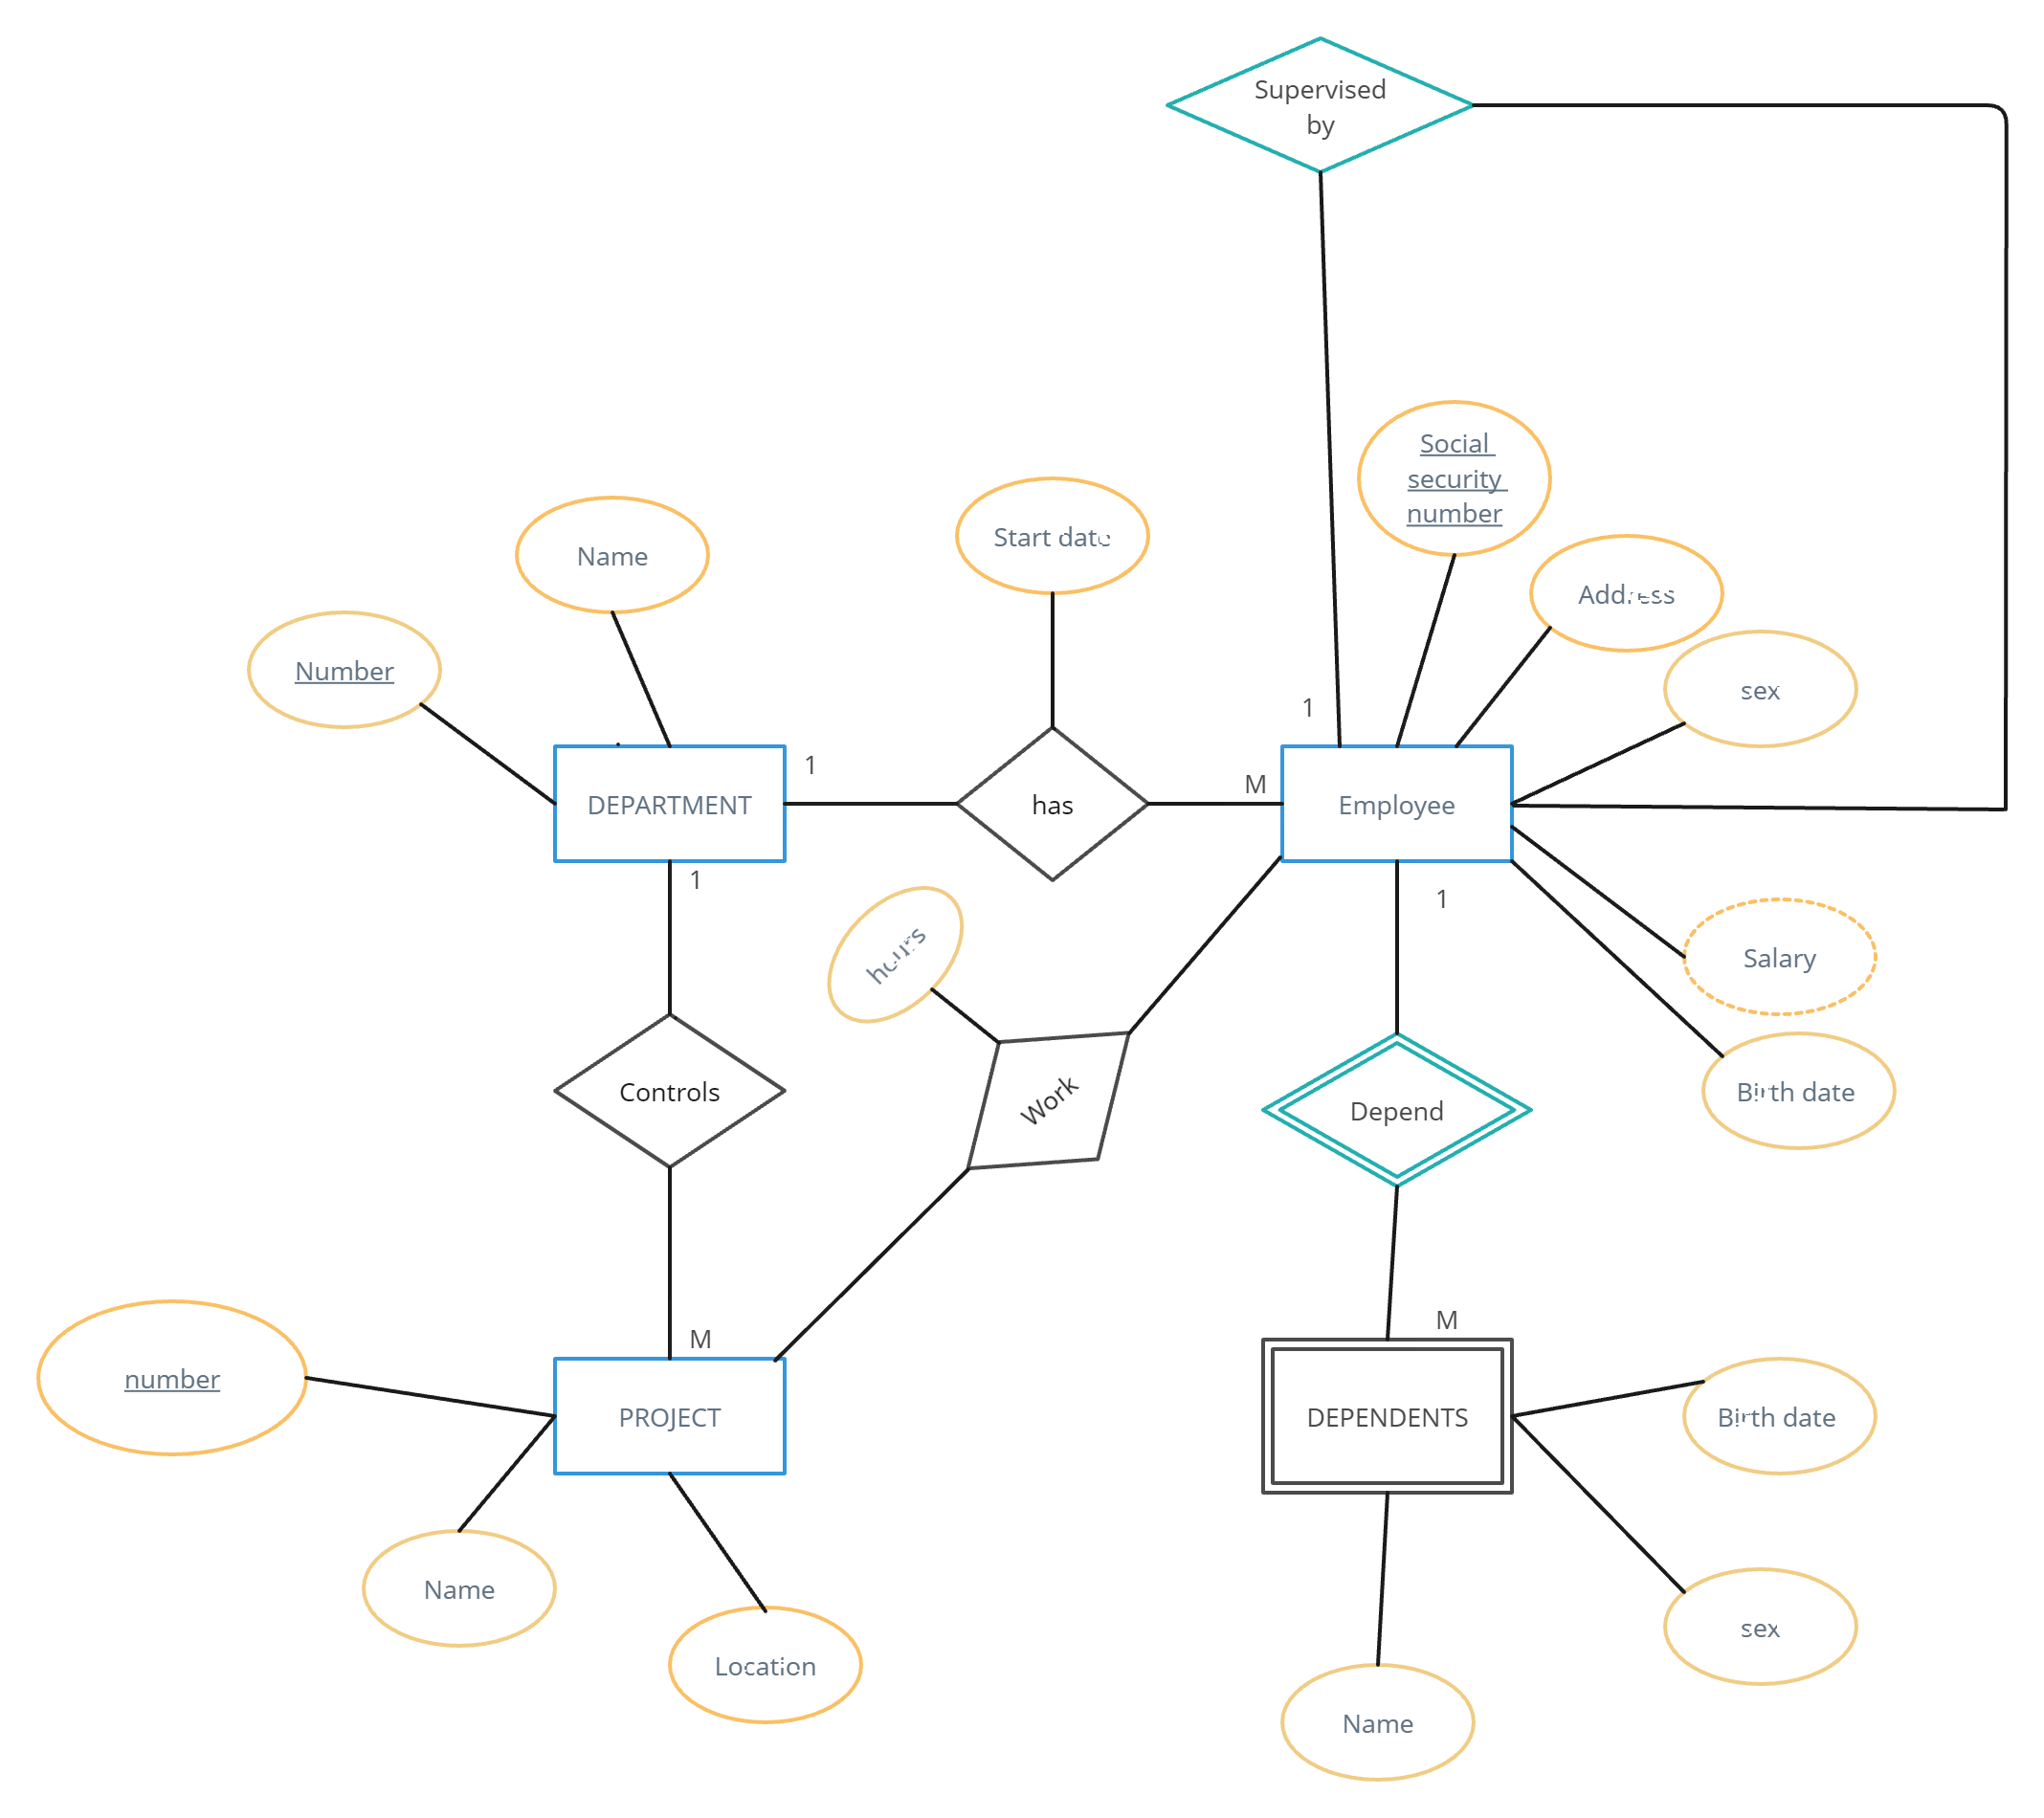 Supervised
by
Social
security
number
Name
Start date
Address
Number
sex
1
1
M
DEPARTMENT
has
Employee
1
1
hours
Salary
Controls
Work
Depend
Birth date
M
M
number
PROJECT
DEPENDENTS
Birth date
Name
sex
Location
Name